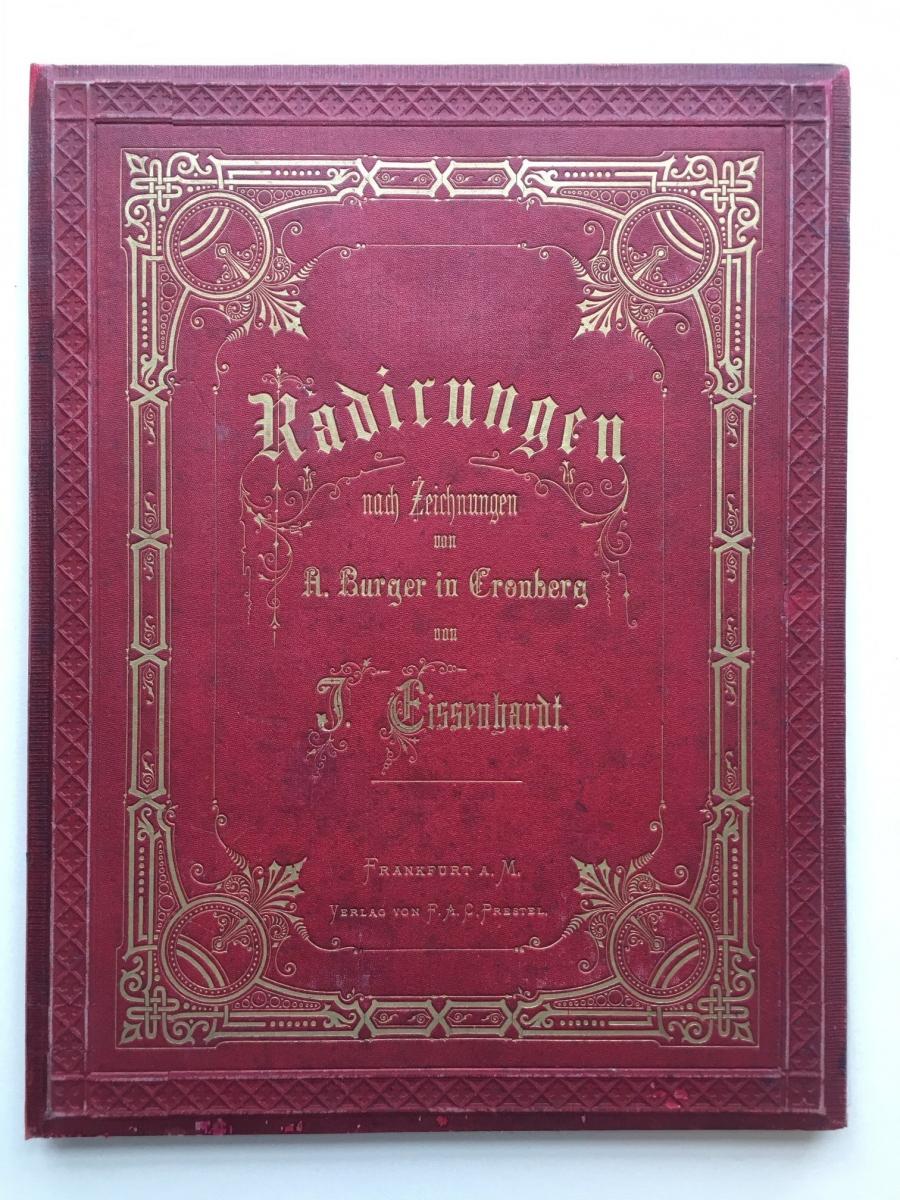 Radirungen
nach Zeichnungen
von
A. Burger in Cronberg
von
J. Eissenhardt.
FRANKFURT A. M.
VERLAG VON F. A. C. PRESTEL.